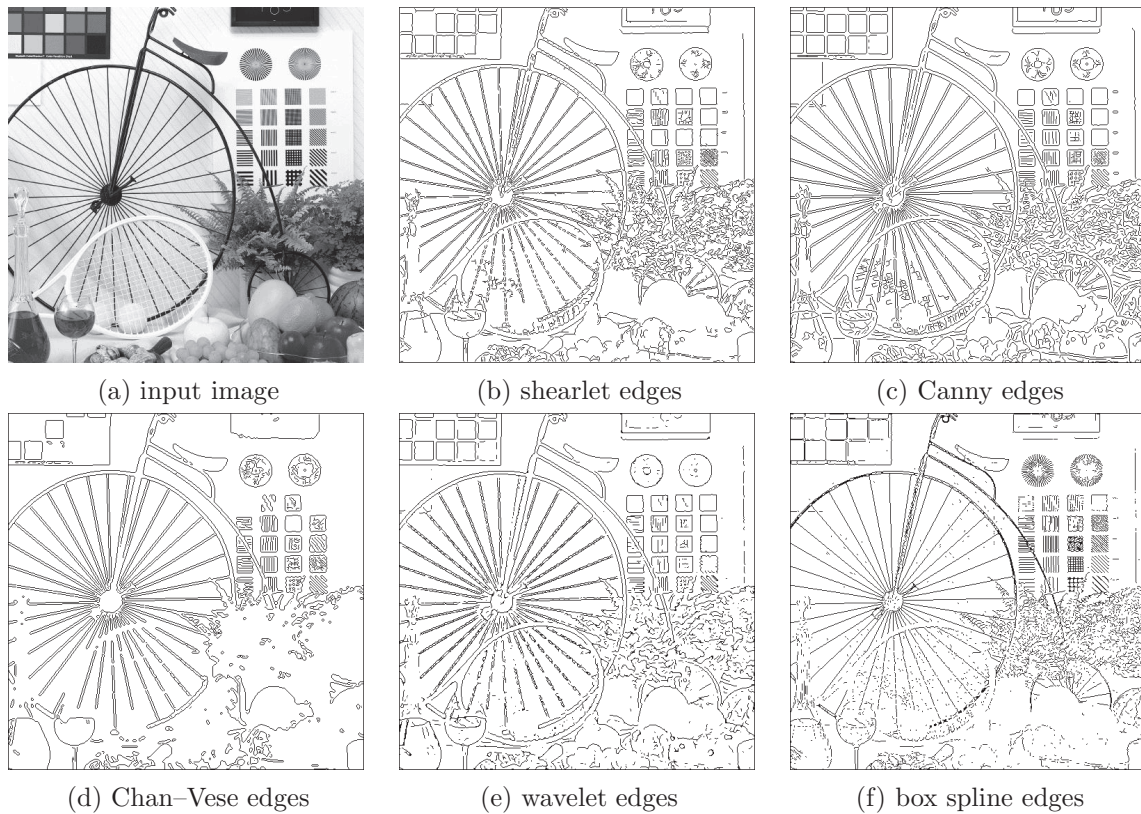 (a) input image
(b) shearlet edges
(c) Canny edges
(d) Chan–Vese edges
(e) wavelet edges
(f) box spline edges